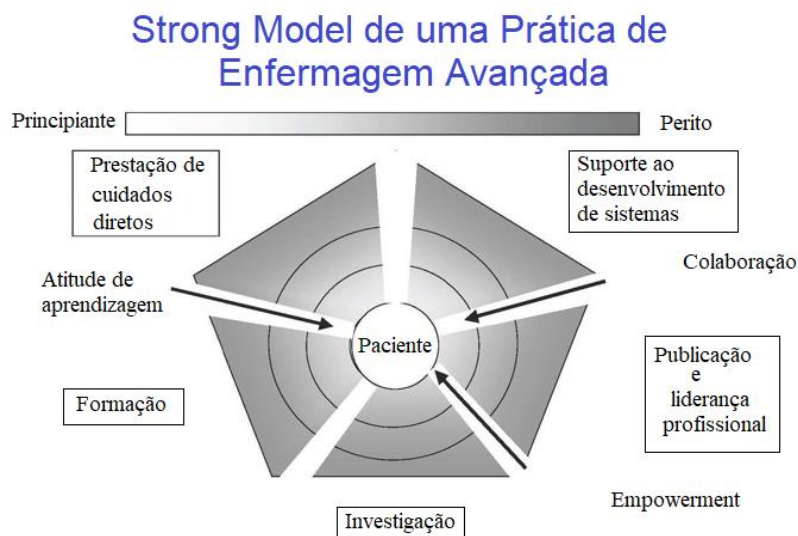 Strong Model de uma Prática de
Enfermagem Avançada
Principiante
Perito
Prestação de
cuidados
diretos
Suporte ao
desenvolvimento
de sistemas
Atitude de
aprendizagem
Colaboração
Paciente
Formação
Publicação
e
liderança
profissional
Investigação
Empowerment